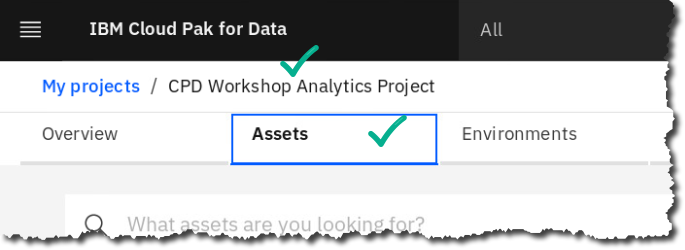 IBM Cloud Pak for Data All
My projects / CPD Workshop Analytics Project
Overview Assets Environments
What assets are you looking for?